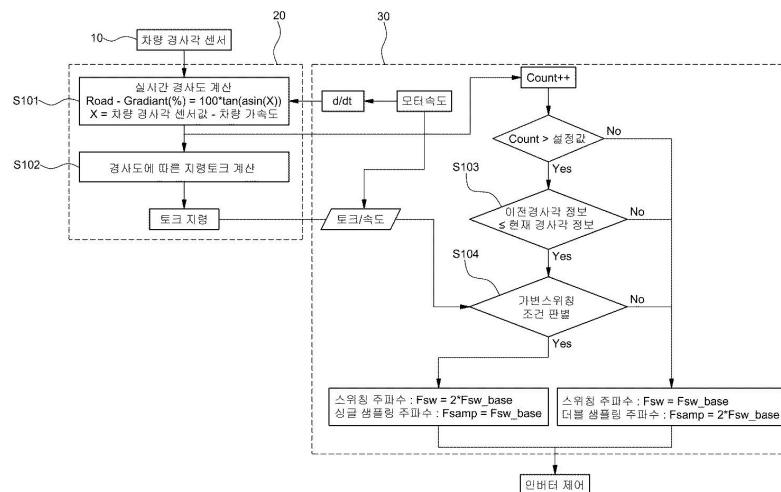 10
차량 경사각 센서
20
30
S101
실시간 경사도 계산
Road - Gradiant(%) = 100*tan(asin(X))
X = 차량 경사각 센서값 - 차량 가속도
d/dt
모터속도
Count++
Count > 설정값
No
Yes
S102
경사도에 따른 지령토크 계산
S103
이전경사각 정보
≤ 현재 경사각 정보
No
Yes
토크 지령
토크/속도
S104
가변스위칭
조건 판별
No
Yes
스위칭 주파수 : Fsw = 2*Fsw_base
싱글 샘플링 주파수 : Fsamp = Fsw_base
스위칭 주파수 : Fsw = Fsw_base
더블 샘플링 주파수 : Fsamp = 2*Fsw_base
인버터 제어